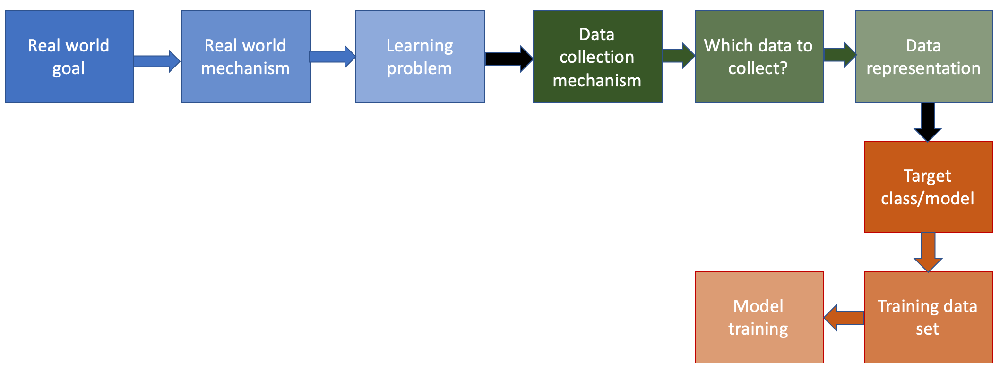 Real world
goal
Real world
mechanism
Learning
problem
Data
collection
mechanism
Which data to
collect?
Data
representation
Target
class/model
Model
training
Training data
set